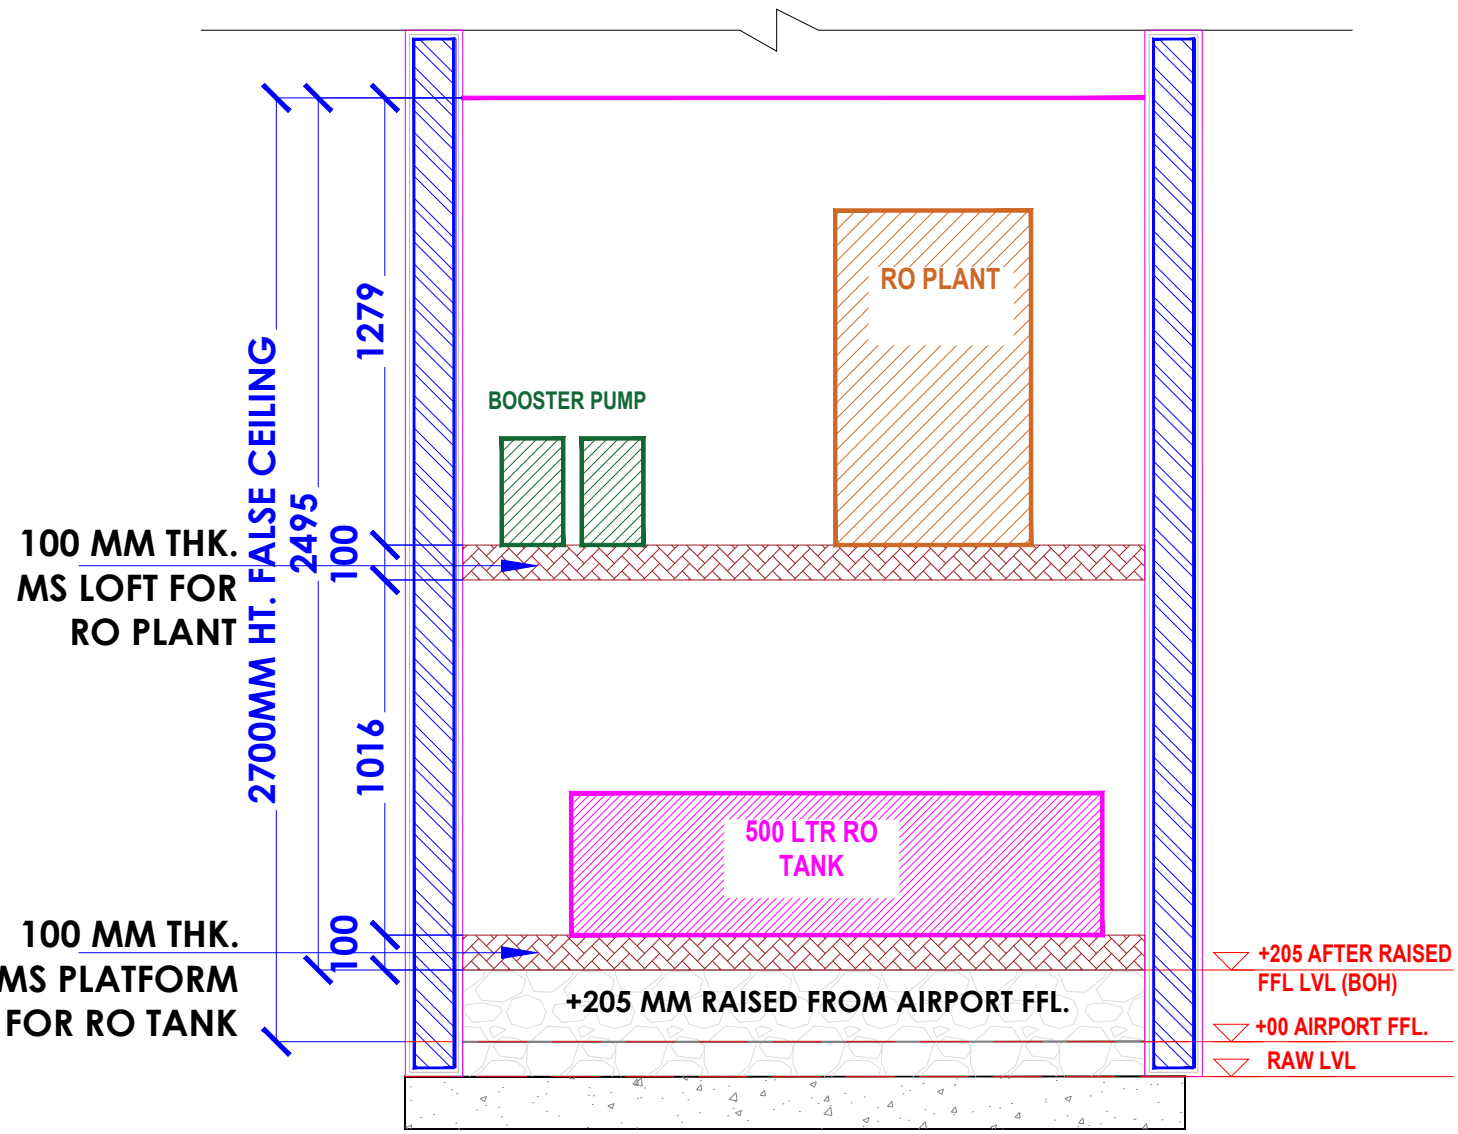 RO PLANT
BOOSTER PUMP
1279
2700MM HT. FALSE CEILING
2495
100
100 MM THK.
MS LOFT FOR
RO PLANT
1016
500 LTR RO
TANK
100
100 MM THK.
MS PLATFORM
FOR RO TANK
+205 MM RAISED FROM AIRPORT FFL.
+205 AFTER RAISED
FFL LVL (BOH)
+00 AIRPORT FFL.
RAW LVL